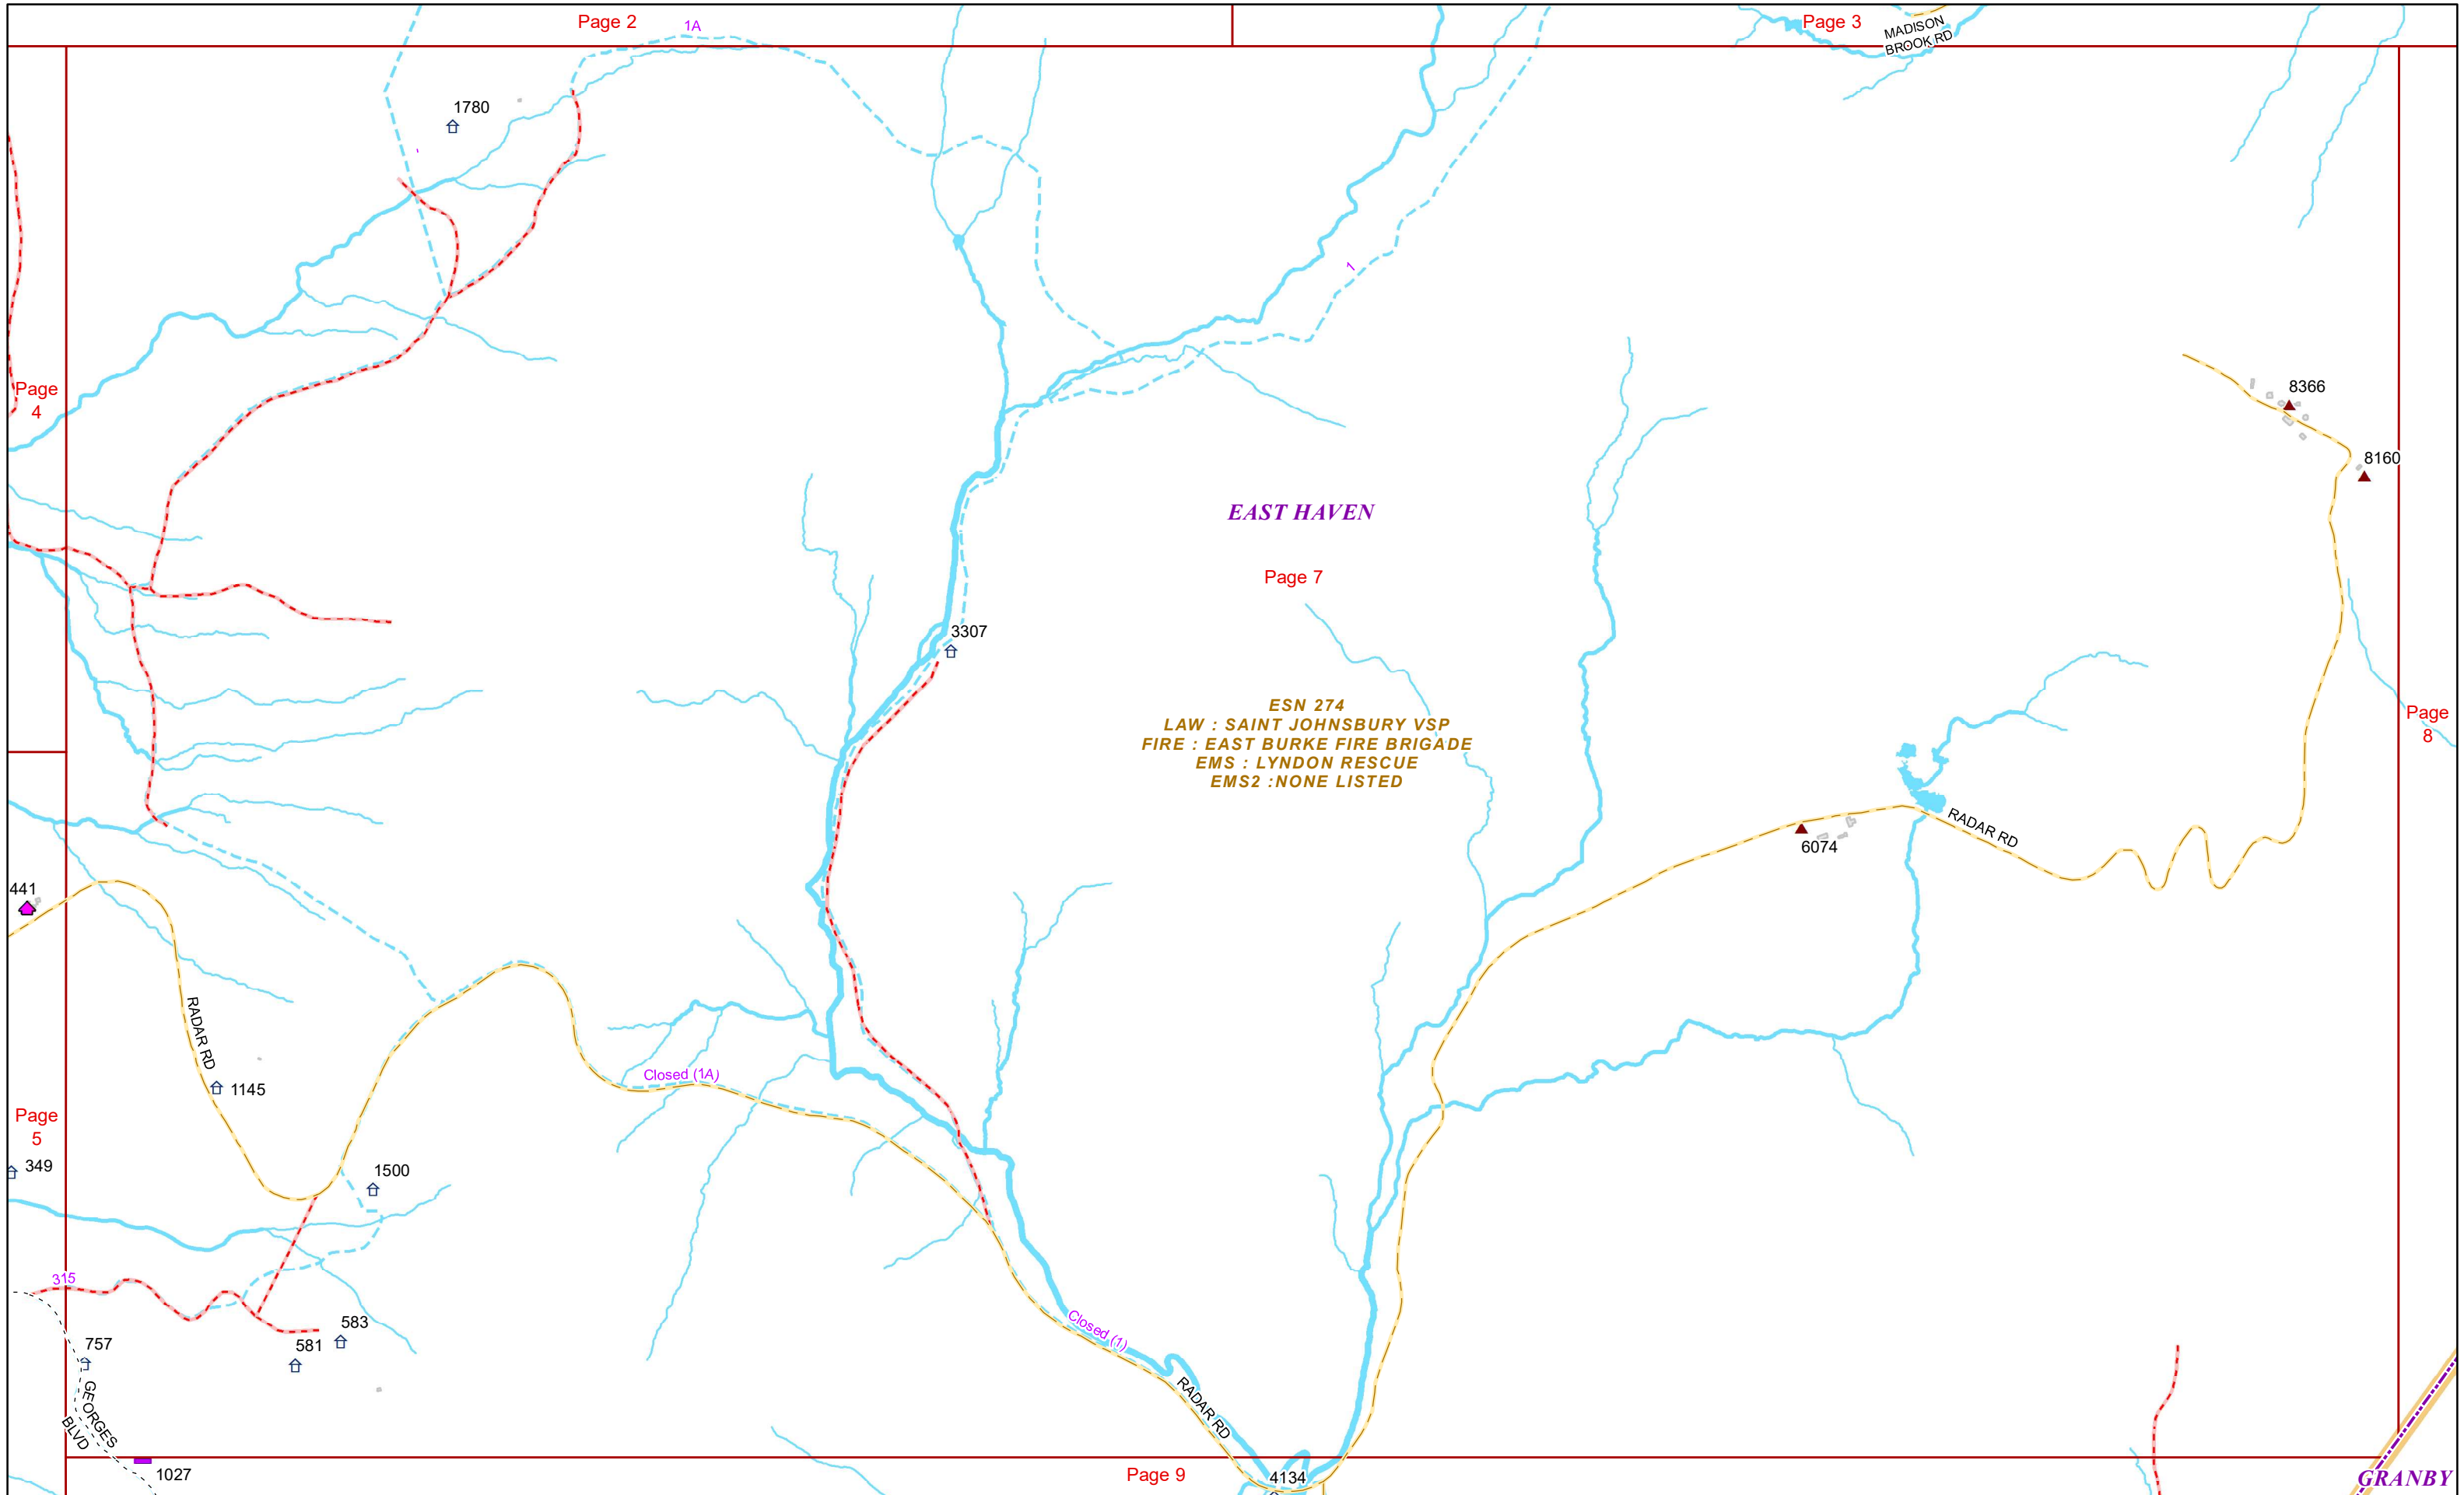 Page 2
1A
Page 3
MADISON
BROOK RD
1780
1
Page
4
8366
8160
EAST HAVEN
Page 7
3307
ESN 274
LAW : SAINT JOHNSBURY VSP
FIRE : EAST BURKE FIRE BRIGADE
EMS : LYNDON RESCUE
EMS2 :NONE LISTED
Page
8
RADAR RD
6074
441
RADAR RD
Closed (1A)
1145
Page
5
349
1500
315
583
757
581
Closed (1)
GEORGES
BLVD
RADAR RD
1027
Page 9
4134
GRANBY